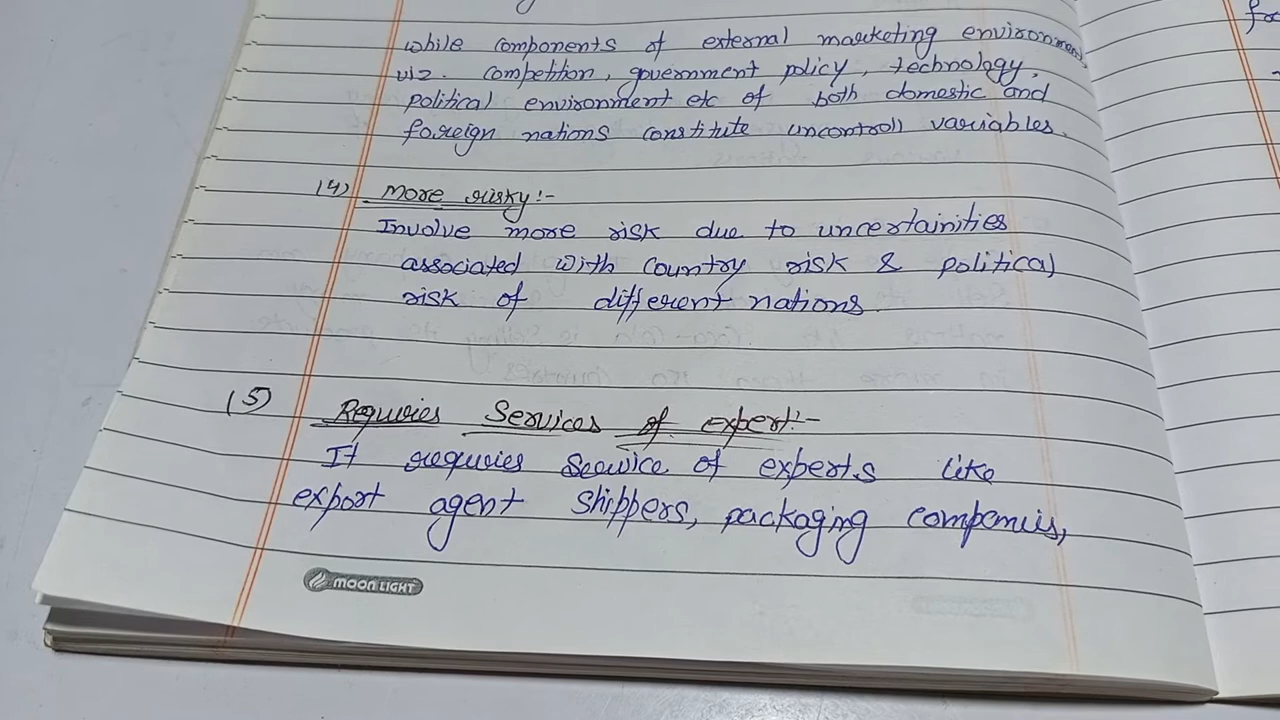 while components of external marketing environment
viz. competition, government policy, technology,
political environment etc of both domestic and
foreign nations constitute uncontroll variables.
(4) More risky:-
Involve more risk due to uncertainities
associated with country risk & political
risk of different nations.
(5) Requries Services of expert:-
It requries service of experts like
export agent shippers, packaging companies,
MOON LIGHT